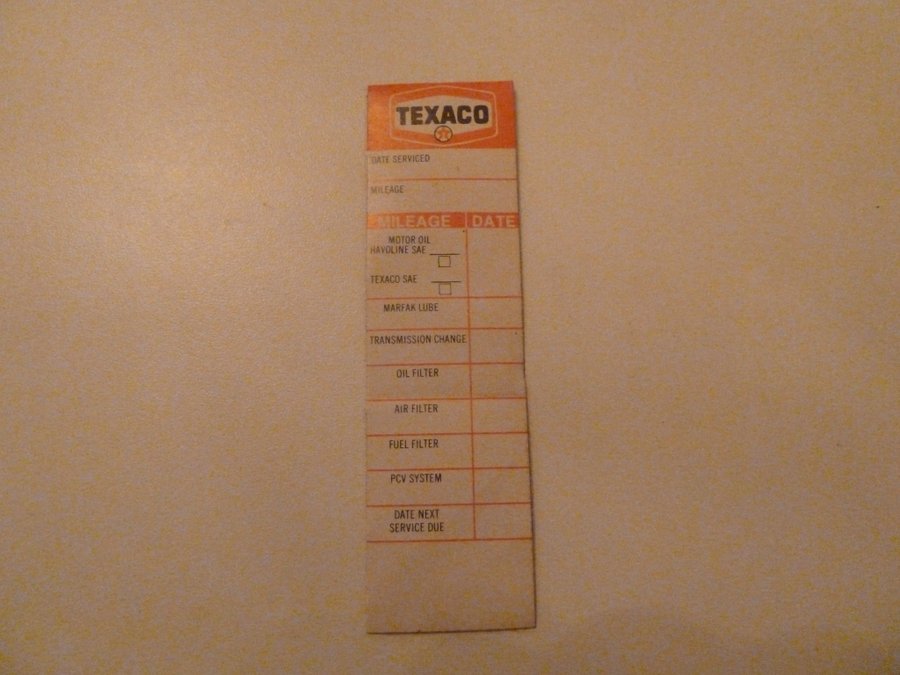 TEXACO
DATE SERVICED
MILEAGE
MILEAGE DATE
MOTOR OIL
HAVOLINE SAE
TEXACO SAE
MARFAK LUBE
TRANSMISSION CHANGE
OIL FILTER
AIR FILTER
FUEL FILTER
PCV SYSTEM
DATE NEXT
SERVICE DUE